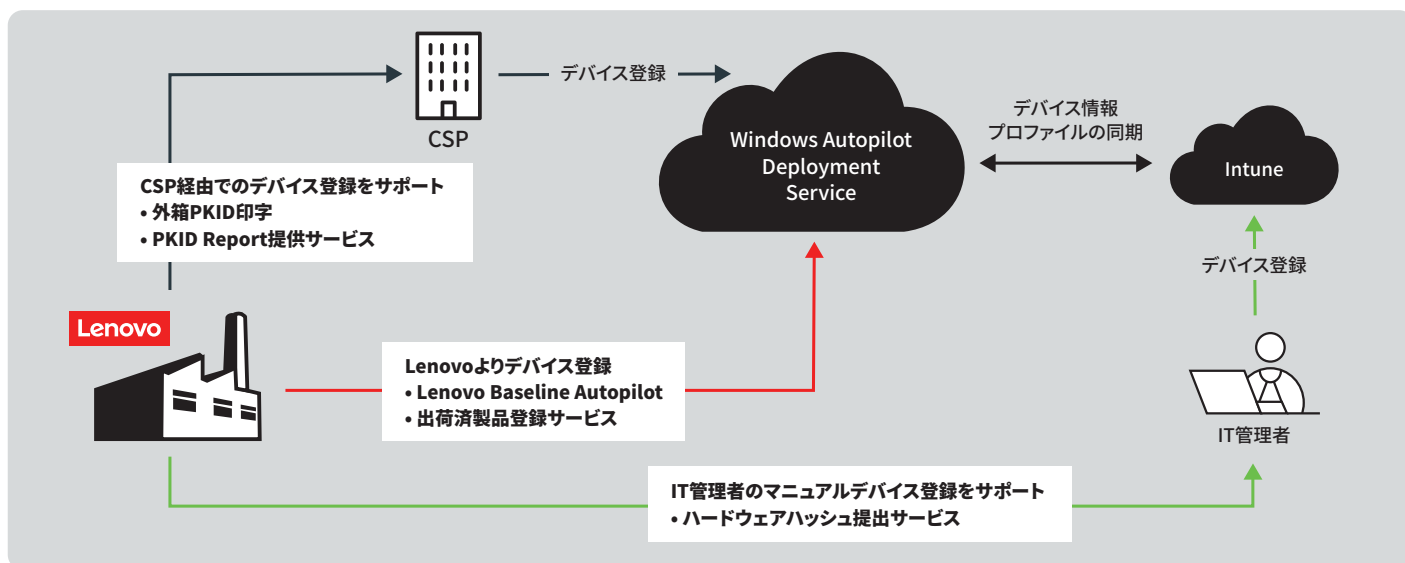 CSP
デバイス登録
Windows Autopilot
Deployment
Service
デバイス情報
プロファイルの同期
Intune
CSP経由でのデバイス登録をサポート
• 外箱PKID印字
• PKID Report提供サービス
デバイス登録
Lenovo
Lenovoよりデバイス登録
• Lenovo Baseline Autopilot
• 出荷済製品登録サービス
IT管理者
IT管理者のマニュアルデバイス登録をサポート
• ハードウェアハッシュ提出サービス